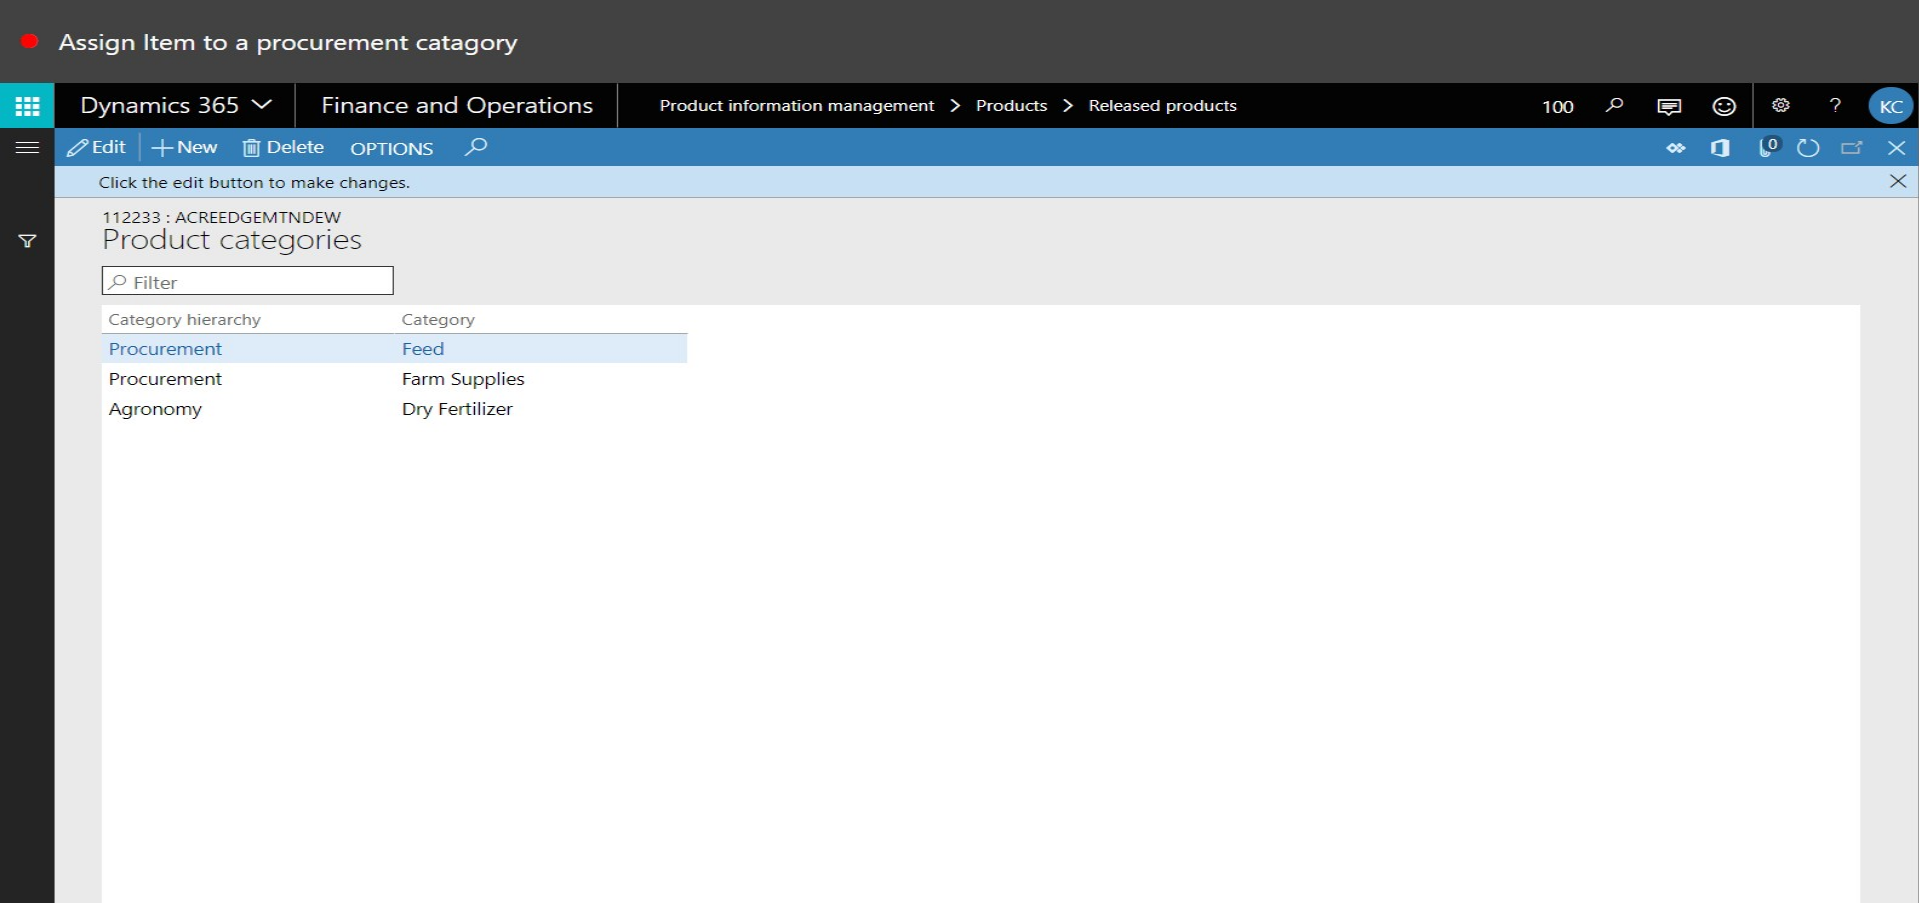 Assign Item to a procurement catagory
Dynamics 365 Finance and Operations Product information management > Products > Released products 100 ? KC
Edit New Delete OPTIONS 0
Click the edit button to make changes.
112233 : ACREEDGEMTNDEW
Product categories
Filter
Category hierarchy Category
Procurement Feed
Procurement Farm Supplies
Agronomy Dry Fertilizer